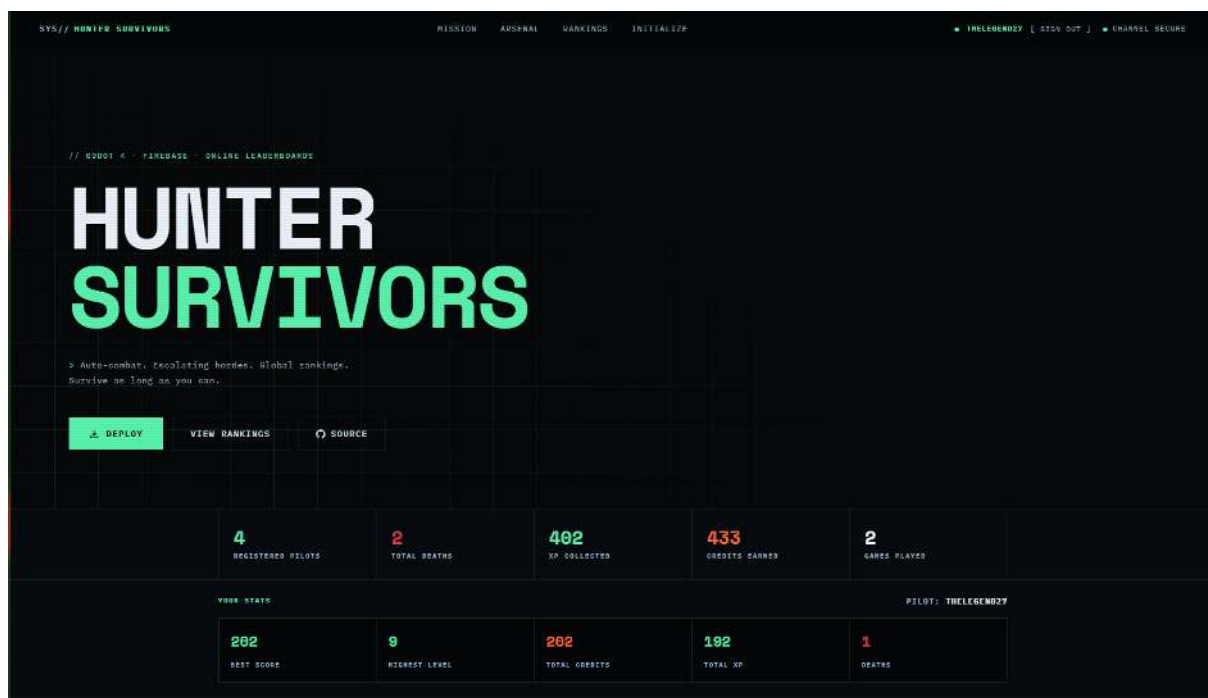 SYS// HUNTER SURVIVORS
MISSION
ARSENAL
RANKINGS
INITIALIZE
THELEGEND27 [ SIGN OUT ]
CHANNEL SECURE
// GODOT 4 · FIREBASE · ONLINE LEADERBOARDS
HUNTER
SURVIVORS
> Auto-combat. Escalating hordes. Global rankings.
Survive as long as you can.
DEPLOY
VIEW RANKINGS
SOURCE
4
REGISTERED PILOTS
2
TOTAL DEATHS
402
XP COLLECTED
433
CREDITS EARNED
2
GAMES PLAYED
YOUR STATS
PILOT: THELEGEND27
202
BEST SCORE
9
HIGHEST LEVEL
202
TOTAL CREDITS
192
TOTAL XP
1
DEATHS